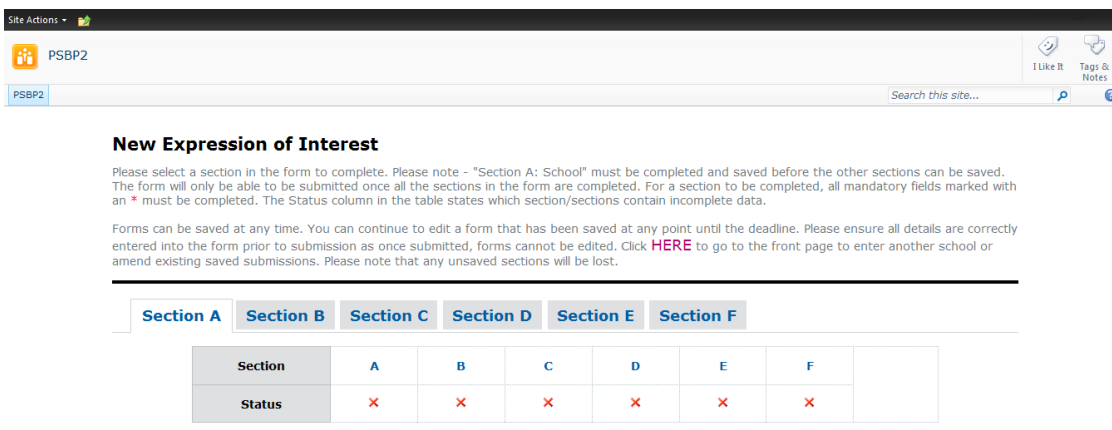 Site Actions
PSBP2
I Like It
Tags &
Notes
PSBP2
Search this site...
New Expression of Interest
Please select a section in the form to complete. Please note - "Section A: School" must be completed and saved before the other sections can be saved.
The form will only be able to be submitted once all the sections in the form are completed. For a section to be completed, all mandatory fields marked with
an * must be completed. The Status column in the table states which section/sections contain incomplete data.
Forms can be saved at any time. You can continue to edit a form that has been saved at any point until the deadline. Please ensure all details are correctly
entered into the form prior to submission as once submitted, forms cannot be edited. Click HERE to go to the front page to enter another school or
amend existing saved submissions. Please note that any unsaved sections will be lost.
Section A Section B Section C Section D Section E Section F
Section A B C D E F
Status